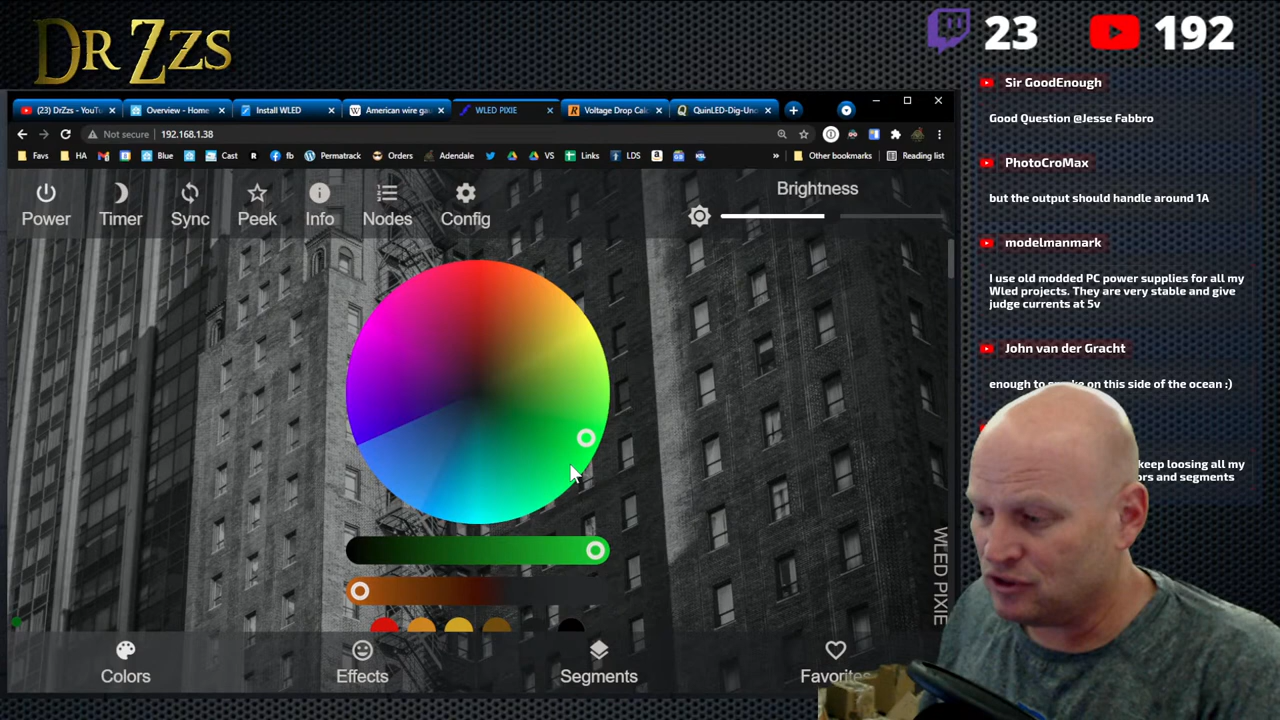 DR ZZS
23
192
(23) DrZzs - YouTu
Overview - Home
Install WLED
American wire gau
WLED PIXIE
Voltage Drop Calc
QuinLED-Dig-Uno
Not secure
192.168.1.38
Favs
HA
Blue
Cast
fb
Permatrack
Orders
Adendale
VS
Links
LDS
Other bookmarks
Reading list
Power
Timer
Sync
Peek
Info
Nodes
Config
Brightness
WLED PIXIE
Colors
Effects
Segments
Favorites
Sir GoodEnough
Good Question @Jesse Fabbro
PhotoCroMax
but the output should handle around 1A
modelmanmark
I use old modded PC power supplies for all my
Wled projects. They are very stable and give
judge currents at 5v
John van der Gracht
enough to smoke on this side of the ocean :)
keep loosing all my
ors and segments